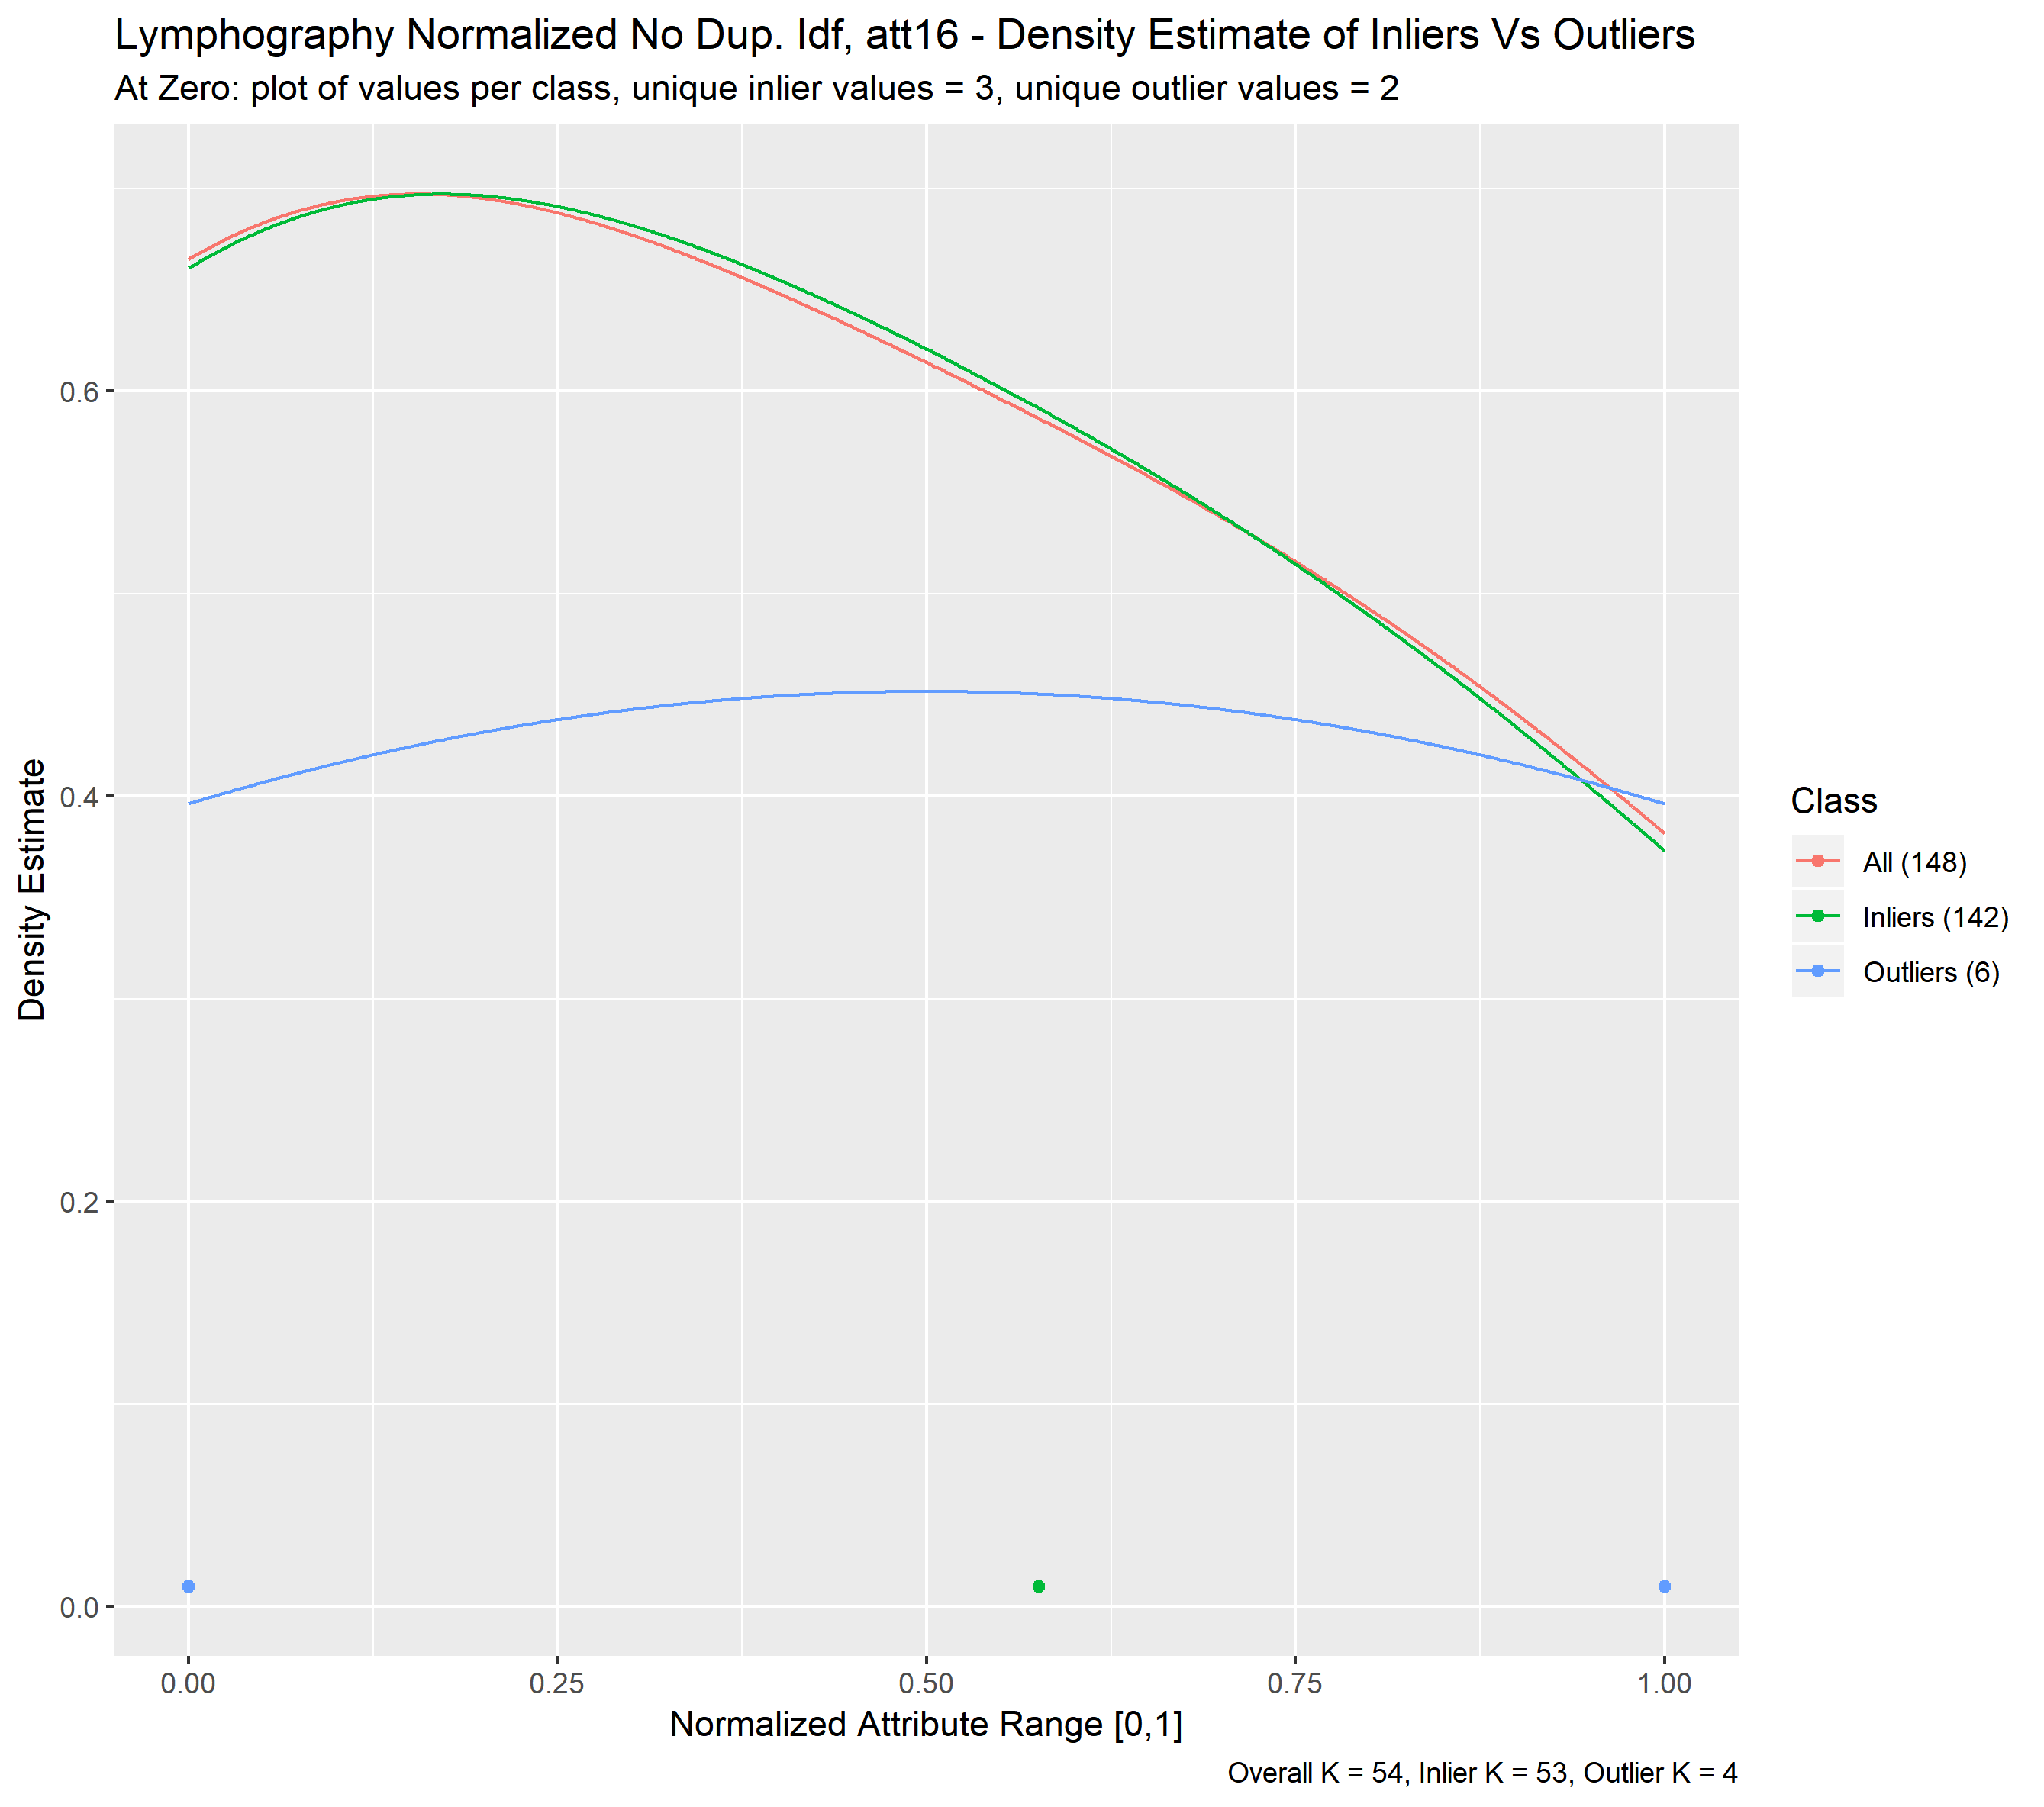 Lymphography Normalized No Dup. Idf, att16 - Density Estimate of Inliers Vs Outliers
At Zero: plot of values per class, unique inlier values = 3, unique outlier values = 2
Density Estimate
0.6
0.4
0.2
0.0
0.00
0.25
0.50
0.75
1.00
Normalized Attribute Range [0,1]
Class
All (148)
Inliers (142)
Outliers (6)
Overall K = 54, Inlier K = 53, Outlier K = 4